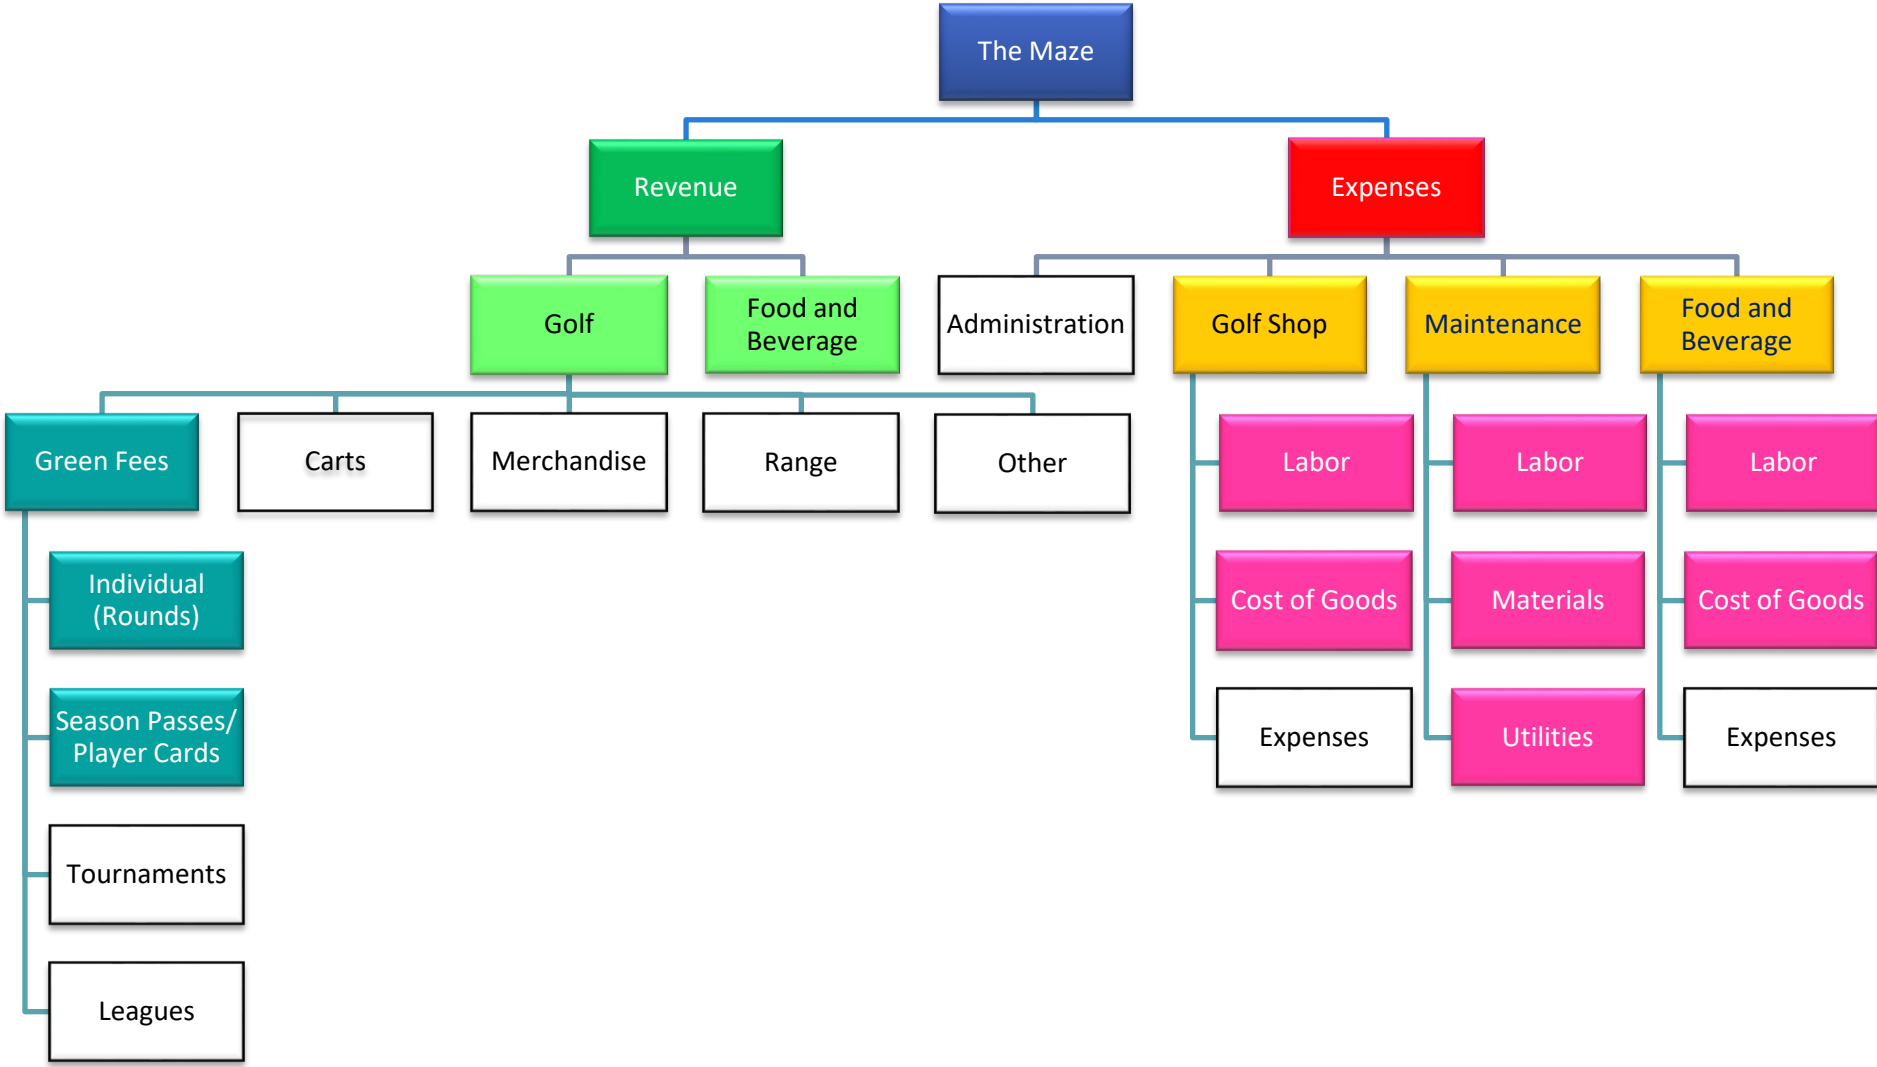 The Maze
Revenue
Expenses
Golf
Food and
Beverage
Administration
Golf Shop
Maintenance
Food and
Beverage
Green Fees
Carts
Merchandise
Range
Other
Labor
Labor
Labor
Individual
(Rounds)
Cost of Goods
Materials
Cost of Goods
Season Passes/
Player Cards
Expenses
Utilities
Expenses
Tournaments
Leagues